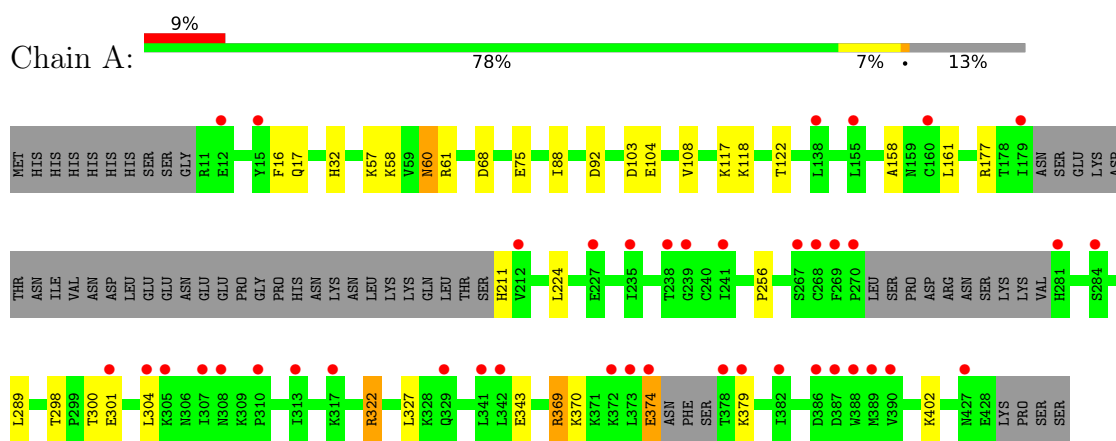 9%
Chain A:
78% 7% • 13%
MET HIS HIS HIS HIS HIS HIS SER SER GLY R11 E12 Y15 F16 Q17 H32 K57 K58 V59 N60 R61 D68 E75 I88 D92 D103 E104 V108 K117 K118 T122 L138 L155 A158 N159 C160 L161 R177 T178 I179 ASN SER GLU LYS ASP
THR ASN ILE VAL ASN ASP LEU GLU GLU ASN GLU GLU PRO GLY PRO HIS ASN LYS ASN LEU LYS LYS GLN LEU THR SER H211 V212 L224 E227 I235 T238 G239 C240 I241 P256 S267 C268 F269 P270 LEU SER PRO ASP ARG ASN SER LYS LYS VAL H281 S284
L289 T298 P299 T300 E301 L304 K305 N306 I307 N308 K309 P310 I313 K317 R322 L327 K328 Q329 L341 L342 E343 R369 K370 K371 K372 L373 E374 ASN PHE SER T378 K379 I382 D386 D387 W388 M389 V390 K402 N427 E428 LYS PRO SER SER